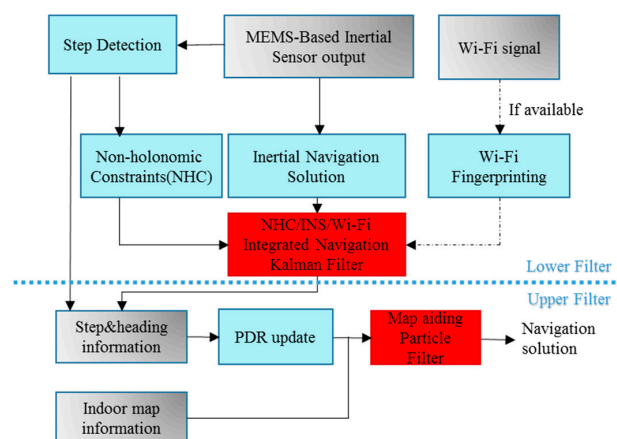 Step Detection
MEMS-Based Inertial
Sensor output
Wi-Fi signal
If available
Non-holonomic
Constraints(NHC)
Inertial Navigation
Solution
Wi-Fi
Fingerprinting
NHC/INS/Wi-Fi
Integrated Navigation
Kalman Filter
Lower Filter
Upper Filter
Step&heading
information
PDR update
Map aiding
Particle
Filter
Navigation
solution
Indoor map
information